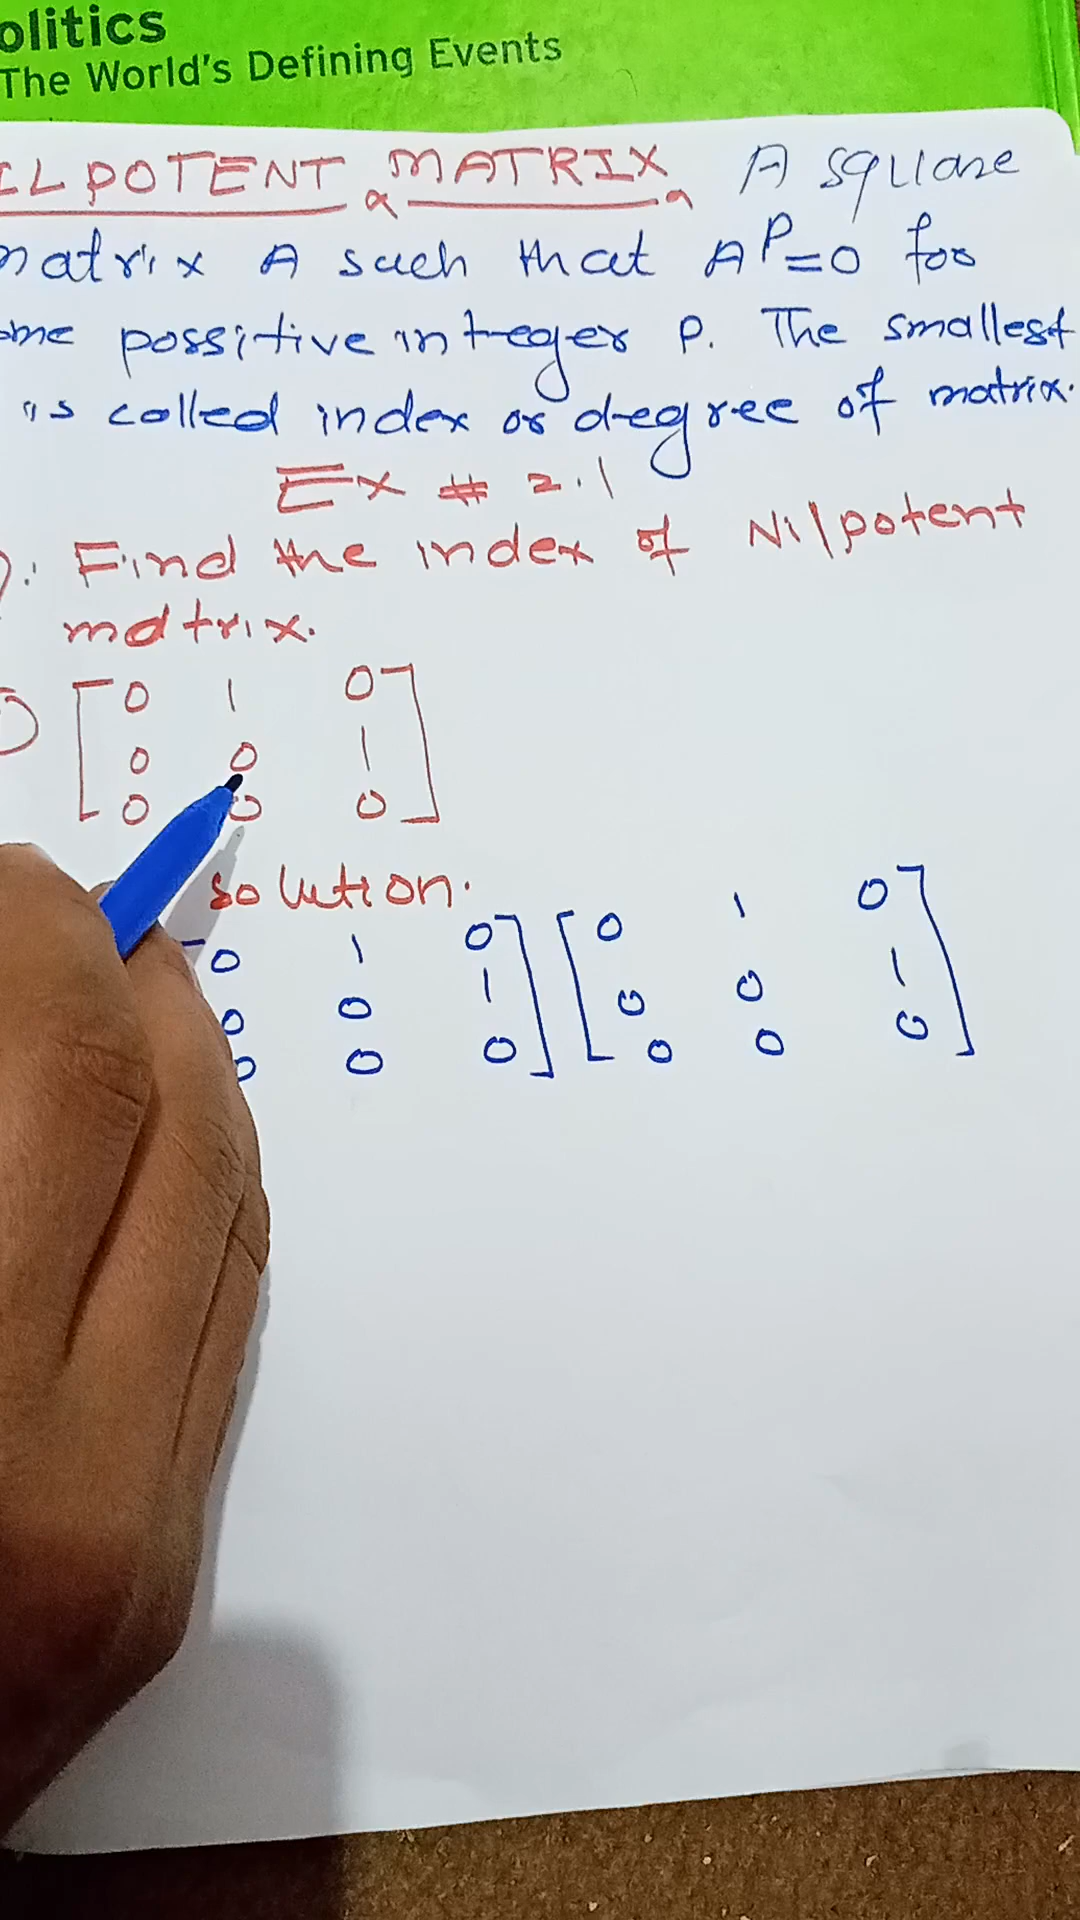 olitics
The World's Defining Events
ILPOTENT MATRIX A square
matrix A such that A^P=0 for
ome possitive integer P. The smallest
is called index or degree of matrix.
Ex # 2.1
Find the index of Nilpotent
matrix.
0 1 0
0 0 1
0 0 0
solution.
0 1 0 0 1 0
0 0 1 0 0 1
0 0 0 0 0 0